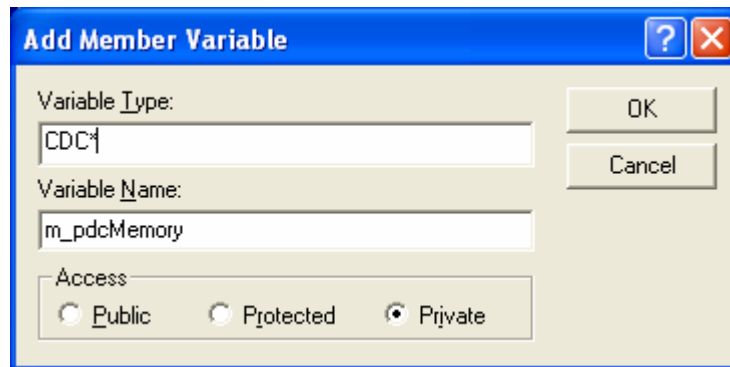 Add Member Variable
Variable Type:
OK
CDC*
Cancel
Variable Name:
m_pdcMemory
Access
Public Protected Private